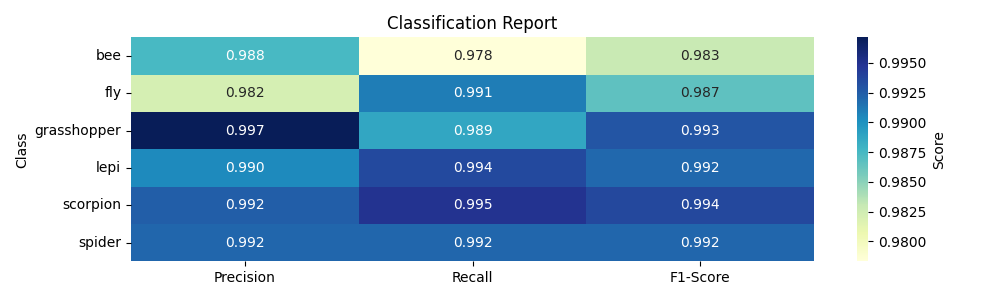 Classification Report
Class
bee 0.988 0.978 0.983
fly 0.982 0.991 0.987
grasshopper 0.997 0.989 0.993
lepi 0.990 0.994 0.992
scorpion 0.992 0.995 0.994
spider 0.992 0.992 0.992
Precision Recall F1-Score
0.9950
0.9925
0.9900
0.9875
0.9850
0.9825
0.9800
Score